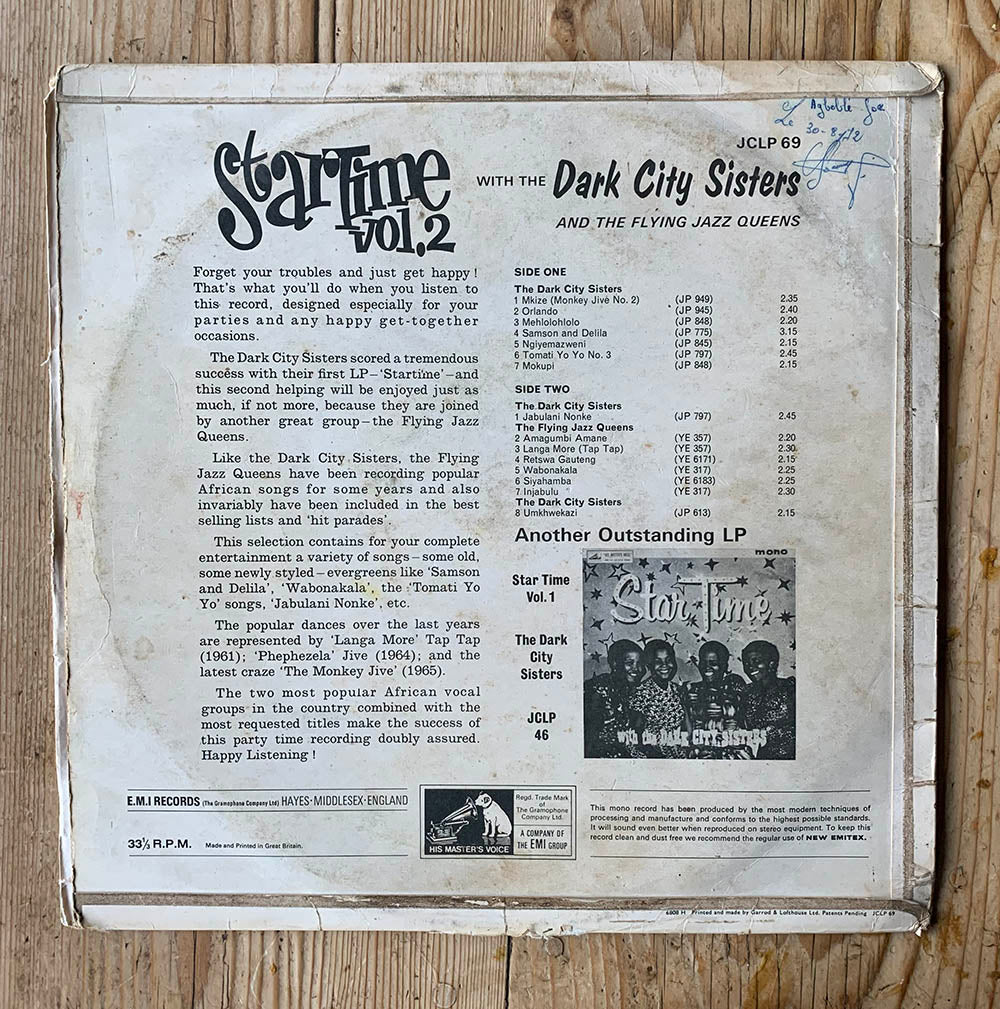 Agboblé Joe
30-8-72
JCLP 69
StarTime
vol.2
WITH THE Dark City Sisters
AND THE FLYING JAZZ QUEENS
Forget your troubles and just get happy!
That's what you'll do when you listen to
this record, designed especially for your
parties and any happy get-together
occasions.
The Dark City Sisters scored a tremendous
success with their first LP–'Startime'–and
this second helping will be enjoyed just as
much, if not more, because they are joined
by another great group–the Flying Jazz
Queens.
Like the Dark City Sisters, the Flying
Jazz Queens have been recording popular
African songs for some years and also
invariably have been included in the best
selling lists and 'hit parades'.
This selection contains for your complete
entertainment a variety of songs–some old,
some newly styled–evergreens like 'Samson
and Delila', 'Wabonakala', the 'Tomati Yo
Yo' songs, 'Jabulani Nonke', etc.
The popular dances over the last years
are represented by 'Langa More' Tap Tap
(1961); 'Phephezela' Jive (1964); and the
latest craze 'The Monkey Jive' (1965).
The two most popular African vocal
groups in the country combined with the
most requested titles make the success of
this party time recording doubly assured.
Happy Listening!
SIDE ONE
The Dark City Sisters
1 Mkize (Monkey Jive No. 2) (JP 949) 2.35
2 Orlando (JP 945) 2.40
3 Mehlolohlolo (JP 848) 2.20
4 Samson and Delila (JP 775) 3.15
5 Ngiyemazweni (JP 845) 2.15
6 Tomati Yo Yo No. 3 (JP 797) 2.45
7 Mokupi (JP 848) 2.15
SIDE TWO
The Dark City Sisters
1 Jabulani Nonke (JP 797) 2.45
The Flying Jazz Queens
2 Amagumbi Amane (YE 357) 2.20
3 Langa More (Tap Tap) (YE 357) 2.30
4 Retswa Gauteng (YE 6171) 2.15
5 Wabonakala (YE 317) 2.25
6 Siyahamba (YE 6183) 2.25
7 Injabulu (YE 317) 2.30
The Dark City Sisters
8 Umkhwekazi (JP 613) 2.15
Another Outstanding LP
Star Time
Vol. 1
The Dark
City
Sisters
JCLP
46
mono
Star Time
with the DARK CITY SISTERS
E.M.I RECORDS (The Gramophone Company Ltd) HAYES·MIDDLESEX·ENGLAND
33⅓ R.P.M. Made and Printed in Great Britain.
HIS MASTER'S VOICE
Regd. Trade Mark
of
The Gramophone
Company Ltd.
A COMPANY OF
THE EMI GROUP
This mono record has been produced by the most modern techniques of
processing and manufacture and conforms to the highest possible standards.
It will sound even better when reproduced on stereo equipment. To keep this
record clean and dust free we recommend the regular use of NEW EMITEX.
6808 H Printed and made by Garrod & Lofthouse Ltd. Patents Pending JCLP 69